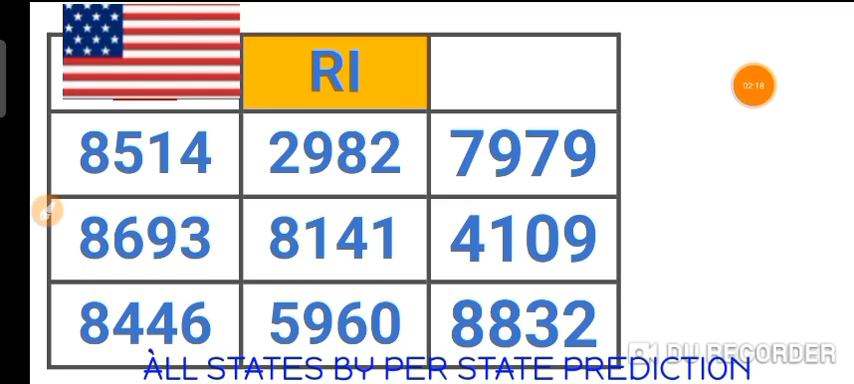 RI
02:18
8514 2982 7979
8693 8141 4109
8446 5960 8832
DU RECORDER
ÀLL STATES BY PER STATE PREDICTION